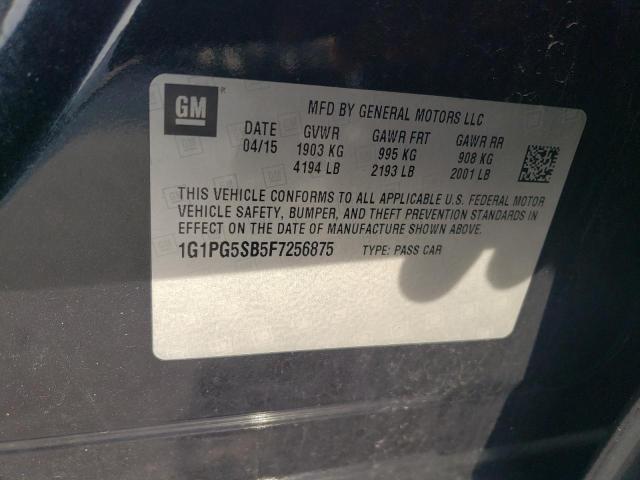 GM
MFD BY GENERAL MOTORS LLC
DATE GVWR GAWR FRT GAWR RR
04/15 1903 KG 995 KG 908 KG
4194 LB 2193 LB 2001 LB
THIS VEHICLE CONFORMS TO ALL APPLICABLE U.S. FEDERAL MOTOR
VEHICLE SAFETY, BUMPER, AND THEFT PREVENTION STANDARDS IN
EFFECT ON THE DATE OF MANUFACTURE SHOWN ABOVE.
1G1PG5SB5F7256875 TYPE: PASS CAR